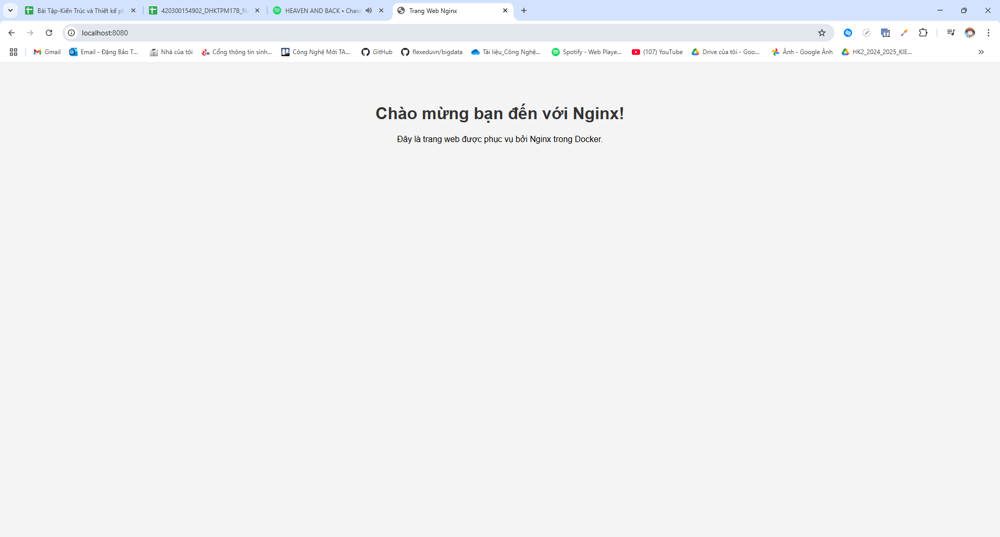 Bài Tập-Kiến Trúc và Thiết kế ph
420300154902_DHKTPM17B_N
HEAVEN AND BACK • Chase
Trang Web Nginx
localhost:8080
Gmail
Email - Đặng Bảo T...
Nhà của tôi
Cổng thông tin sinh...
Công Nghệ Mới TA...
GitHub
flexeduvn/bigdata
Tài liệu_Công Nghệ...
Spotify - Web Playe...
(107) YouTube
Drive của tôi - Goo...
Ảnh - Google Ảnh
HK2_2024_2025_KIE...
Chào mừng bạn đến với Nginx!
Đây là trang web được phục vụ bởi Nginx trong Docker.